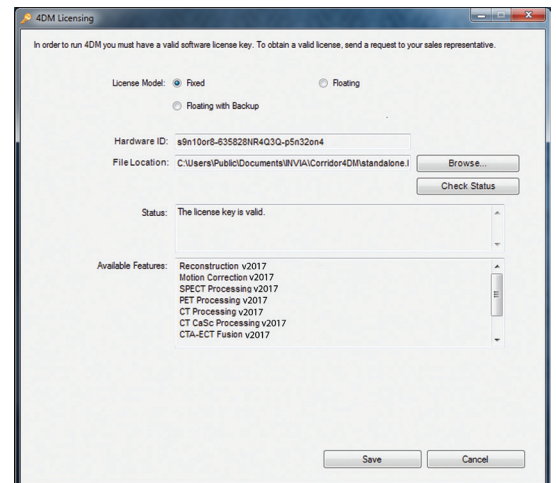 4DM Licensing
In order to run 4DM you must have a valid software license key. To obtain a valid license, send a request to your sales representative.
License Model: Fixed Floating
Floating with Backup
Hardware ID: s9n10or8-635828NR4Q3Q-p5n32on4
File Location: C:\Users\Public\Documents\INVIA\Corridor4DM\standalone.l Browse...
Check Status
Status: The license key is valid.
Available Features: Reconstruction v2017
Motion Correction v2017
SPECT Processing v2017
PET Processing v2017
CT Processing v2017
CT CaSc Processing v2017
CTA-ECT Fusion v2017
Save Cancel